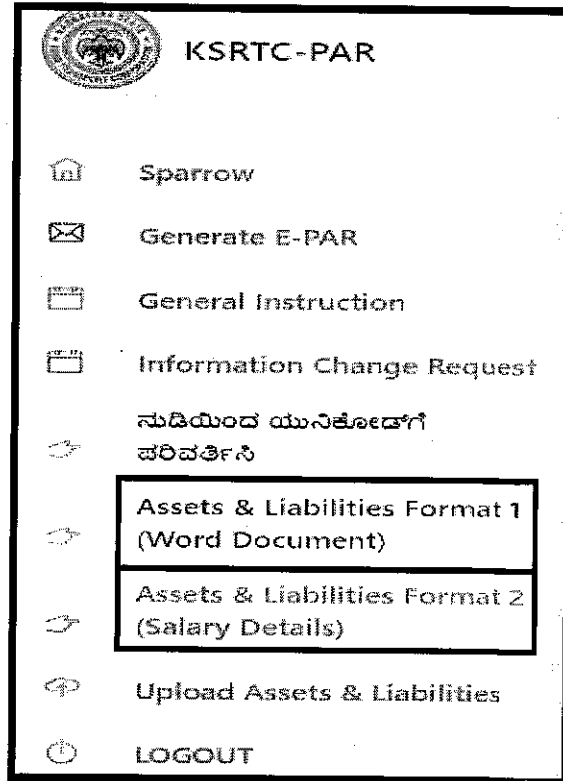 KSRTC-PAR
Sparrow
Generate E-PAR
General Instruction
Information Change Request
ನುಡಿಯಿಂದ ಯುನಿಕೋಡ್‌ಗೆ
ಪರಿವರ್ತಿಸಿ
Assets & Liabilities Format 1
(Word Document)
Assets & Liabilities Format 2
(Salary Details)
Upload Assets & Liabilities
LOGOUT